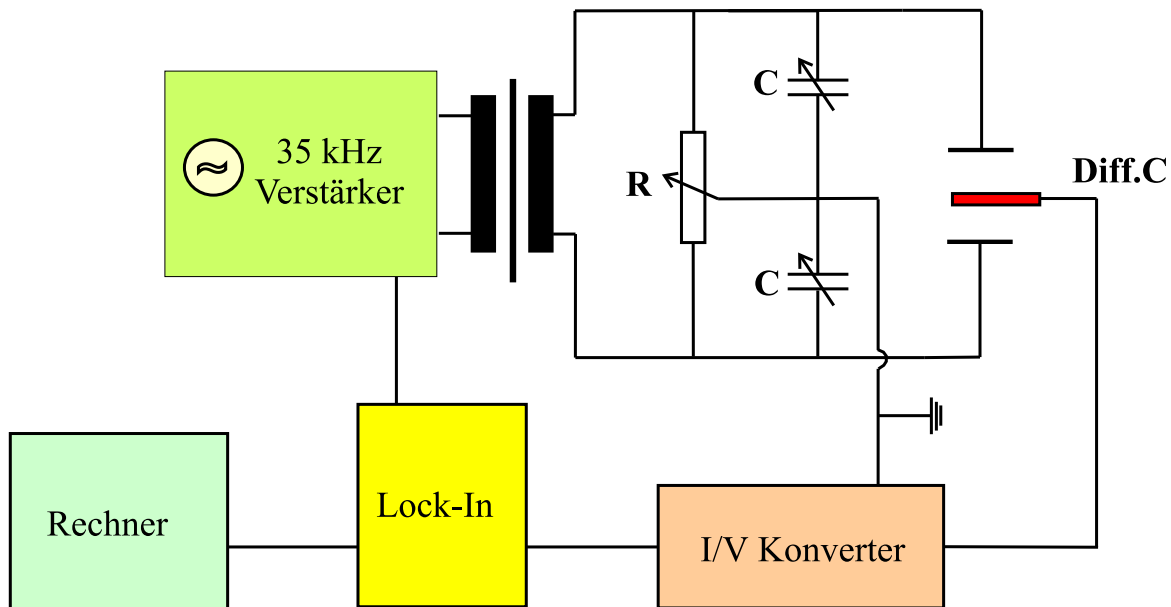 C
35 kHz
Verstärker
R
Diff.C
C
Rechner
Lock-In
I/V Konverter